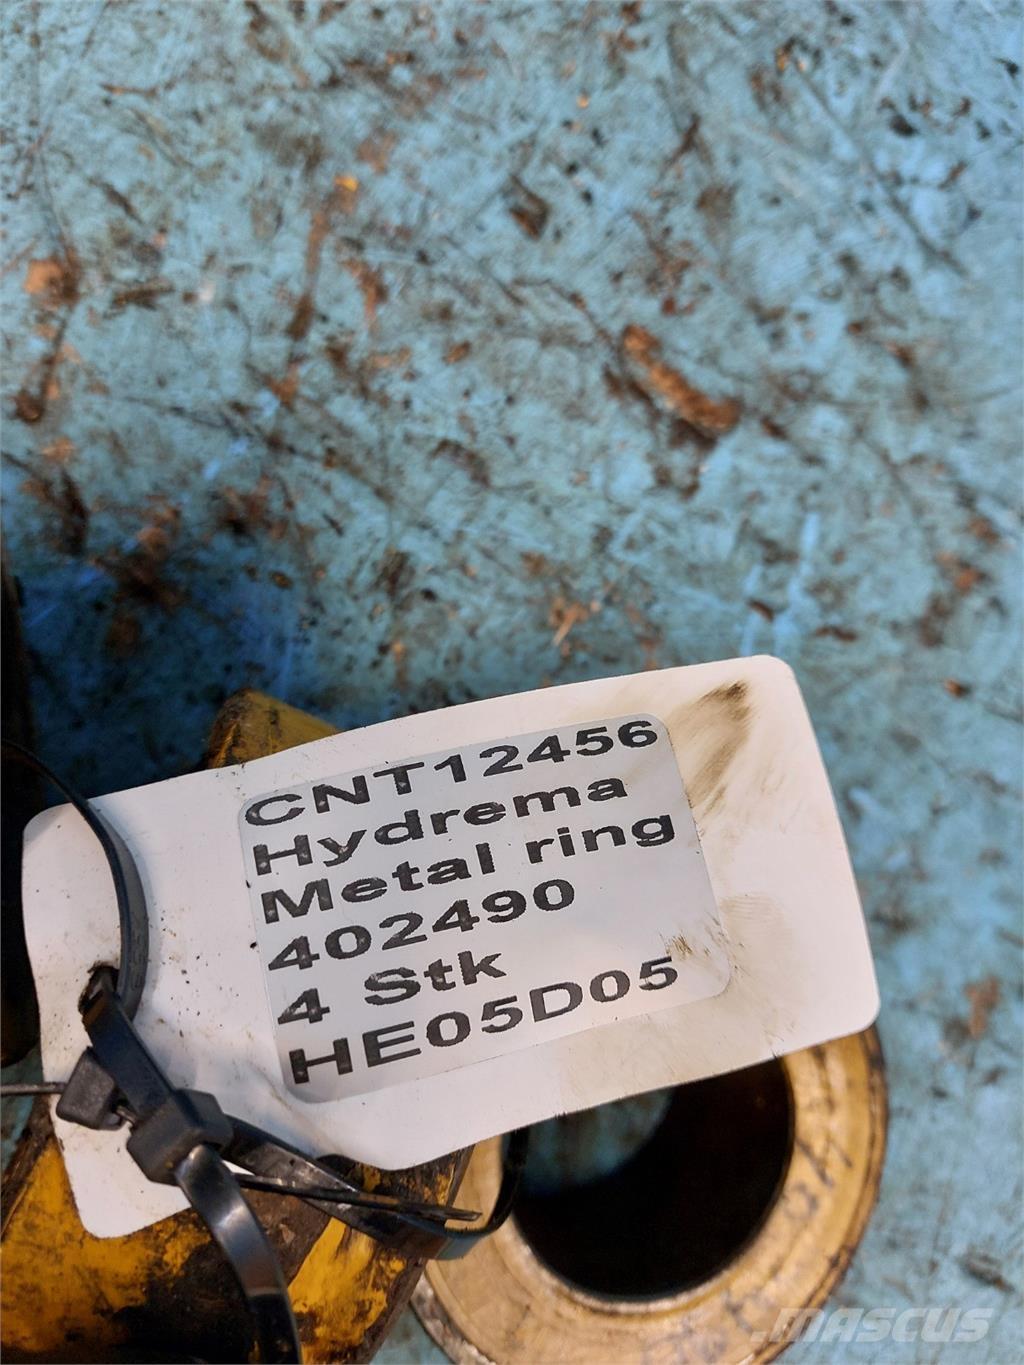 CNT12456
Hydrema
Metal ring
402490
4 Stk
HE05D05
MASCUS